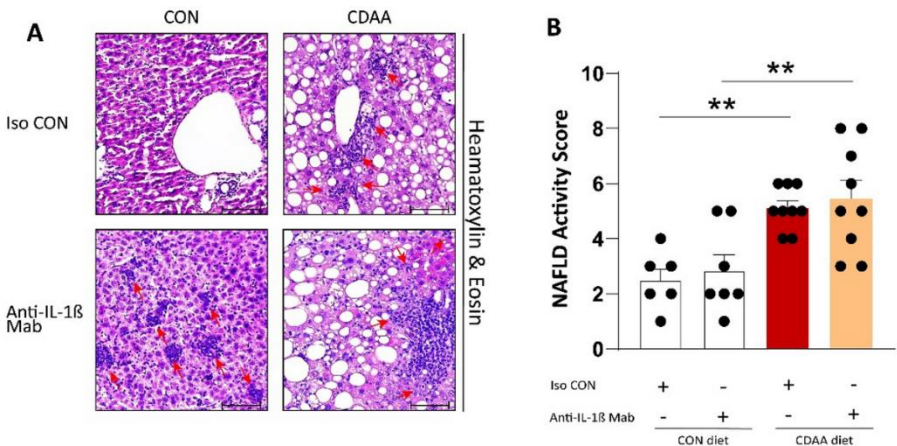 A
CON
CDAA
Iso CON
Anti-IL-1ß
Mab
Heamatoxylin & Eosin
B
NAFLD Activity Score
10
8
6
4
2
0
**
**
Iso CON + - + -
Anti-IL-1ß Mab - + - +
CON diet CDAA diet